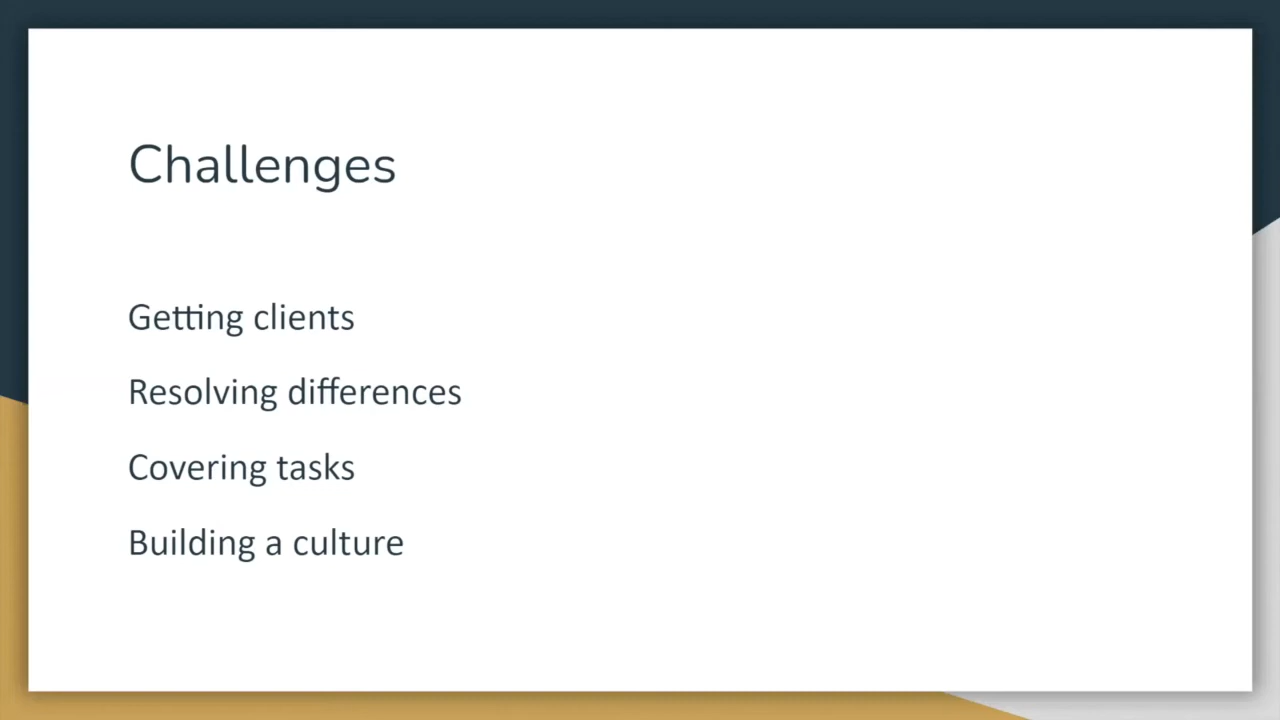 Challenges
Getting clients
Resolving differences
Covering tasks
Building a culture